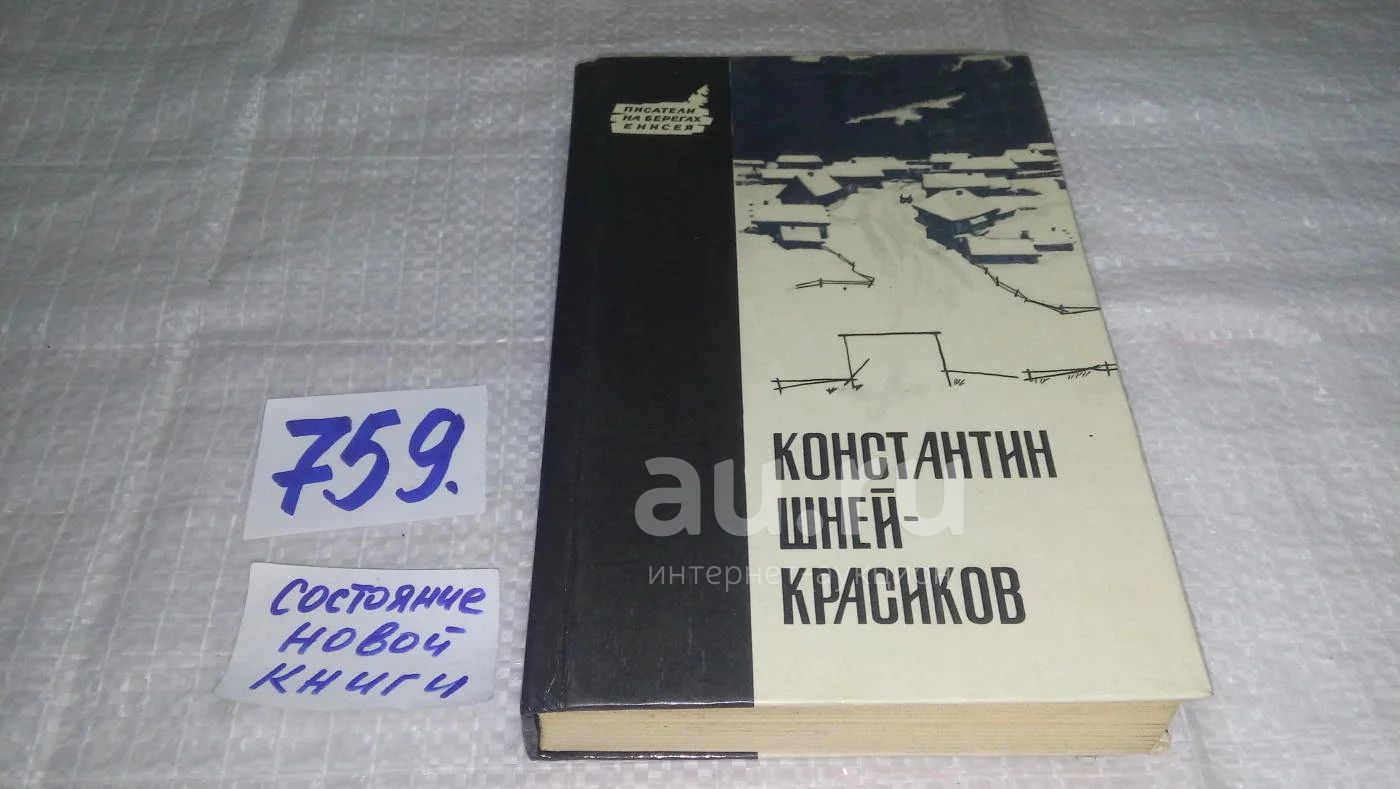 ПИСАТЕЛИ
НА БЕРЕГАХ
ЕНИСЕЯ
КОНСТАНТИН
ШНЕЙ-
КРАСИКОВ
759.
СОСТОЯНИЕ
НОВОЙ
КНИГИ
au.ru
интернет-аукцион